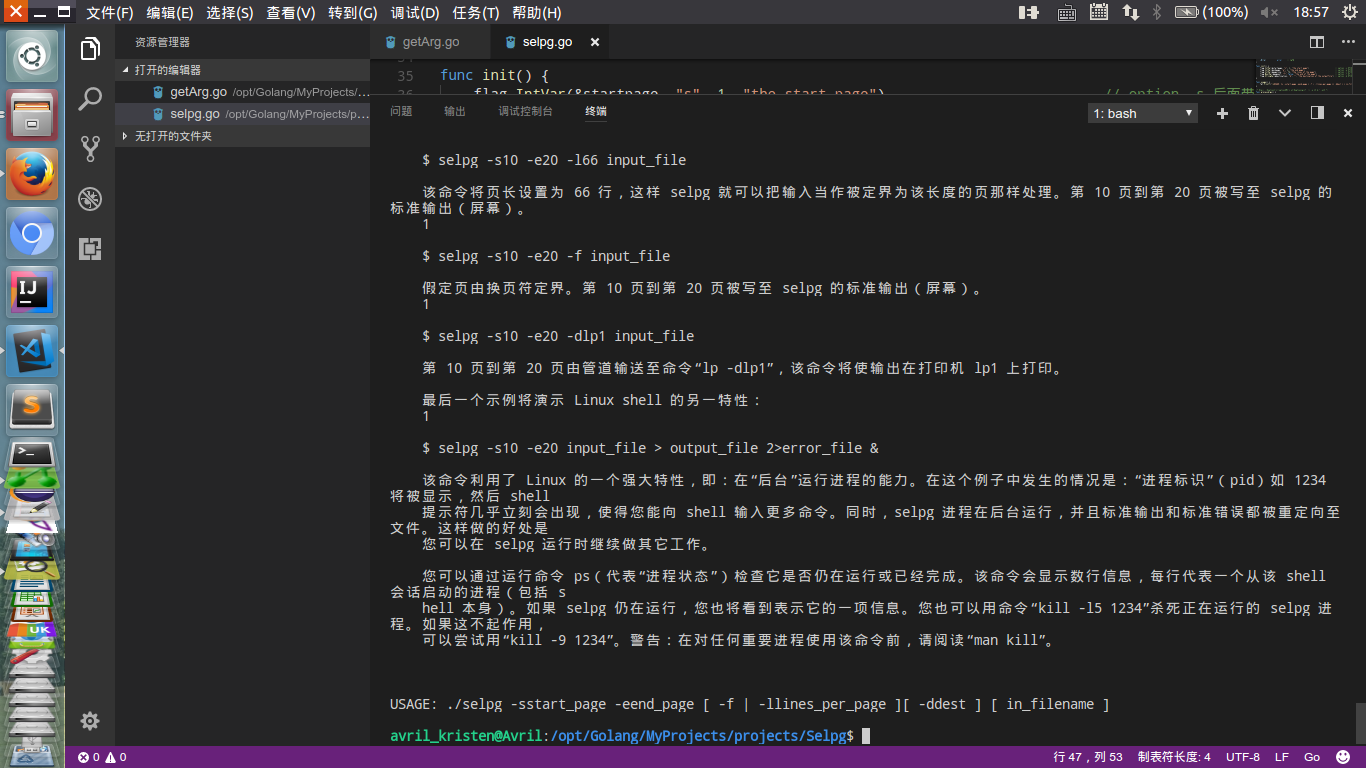 文件(F) 编辑(E) 选择(S) 查看(V) 转到(G) 调试(D) 任务(T) 帮助(H)
(100%) 18:57
资源管理器
打开的编辑器
getArg.go /opt/Golang/MyProjects/...
selpg.go /opt/Golang/MyProjects/p...
无打开的文件夹
getArg.go selpg.go
35 func init() {
问题 输出 调试控制台 终端
1: bash
$ selpg -s10 -e20 -l66 input_file
该命令将页长设置为 66 行，这样 selpg 就可以把输入当作被定界为该长度的页那样处理。第 10 页到第 20 页被写至 selpg 的
标准输出（屏幕）。
1
$ selpg -s10 -e20 -f input_file
假定页由换页符定界。第 10 页到第 20 页被写至 selpg 的标准输出（屏幕）。
1
$ selpg -s10 -e20 -dlp1 input_file
第 10 页到第 20 页由管道输送至命令“lp -dlp1”，该命令将使输出在打印机 lp1 上打印。
最后一个示例将演示 Linux shell 的另一特性：
1
$ selpg -s10 -e20 input_file > output_file 2>error_file &
该命令利用了 Linux 的一个强大特性，即：在“后台”运行进程的能力。在这个例子中发生的情况是：“进程标识”（pid）如 1234
将被显示，然后 shell
提示符几乎立刻会出现，使得您能向 shell 输入更多命令。同时，selpg 进程在后台运行，并且标准输出和标准错误都被重定向至
文件。这样做的好处是
您可以在 selpg 运行时继续做其它工作。
您可以通过运行命令 ps（代表“进程状态”）检查它是否仍在运行或已经完成。该命令会显示数行信息，每行代表一个从该 shell
会话启动的进程（包括 s
hell 本身）。如果 selpg 仍在运行，您也将看到表示它的一项信息。您也可以用命令“kill -l5 1234”杀死正在运行的 selpg 进
程。如果这不起作用，
可以尝试用“kill -9 1234”。警告：在对任何重要进程使用该命令前，请阅读“man kill”。
USAGE: ./selpg -sstart_page -eend_page [ -f | -llines_per_page ][ -ddest ] [ in_filename ]
avril_kristen@Avril:/opt/Golang/MyProjects/projects/Selpg$
0 0 行 47，列 53 制表符长度: 4 UTF-8 LF Go